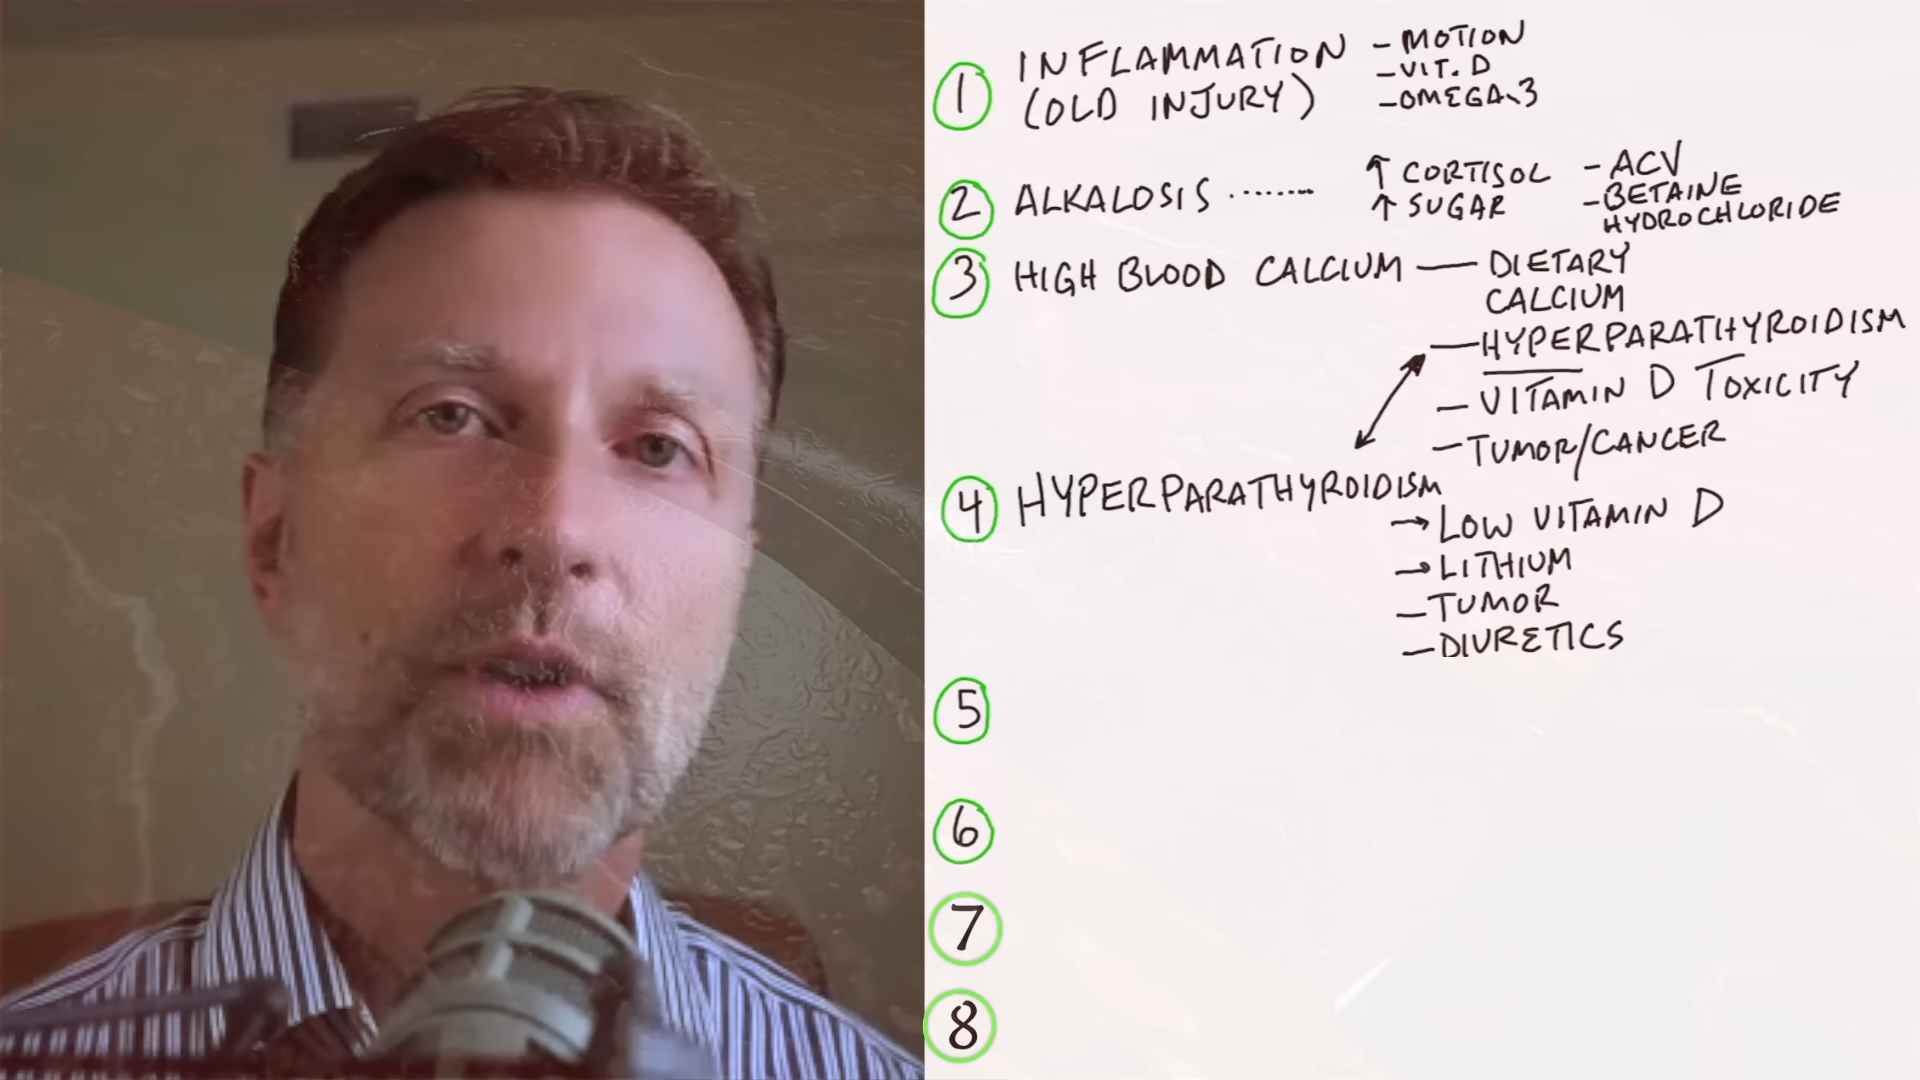 1 INFLAMMATION - MOTION
(OLD INJURY) - VIT. D
- OMEGA-3
2 ALKALOSIS ........ ↑ CORTISOL - ACV
↑ SUGAR - BETAINE
HYDROCHLORIDE
3 HIGH BLOOD CALCIUM — DIETARY
CALCIUM
— HYPERPARATHYROIDISM
— VITAMIN D TOXICITY
— TUMOR/CANCER
4 HYPERPARATHYROIDISM
→ LOW VITAMIN D
→ LITHIUM
— TUMOR
— DIURETICS
5
6
7
8